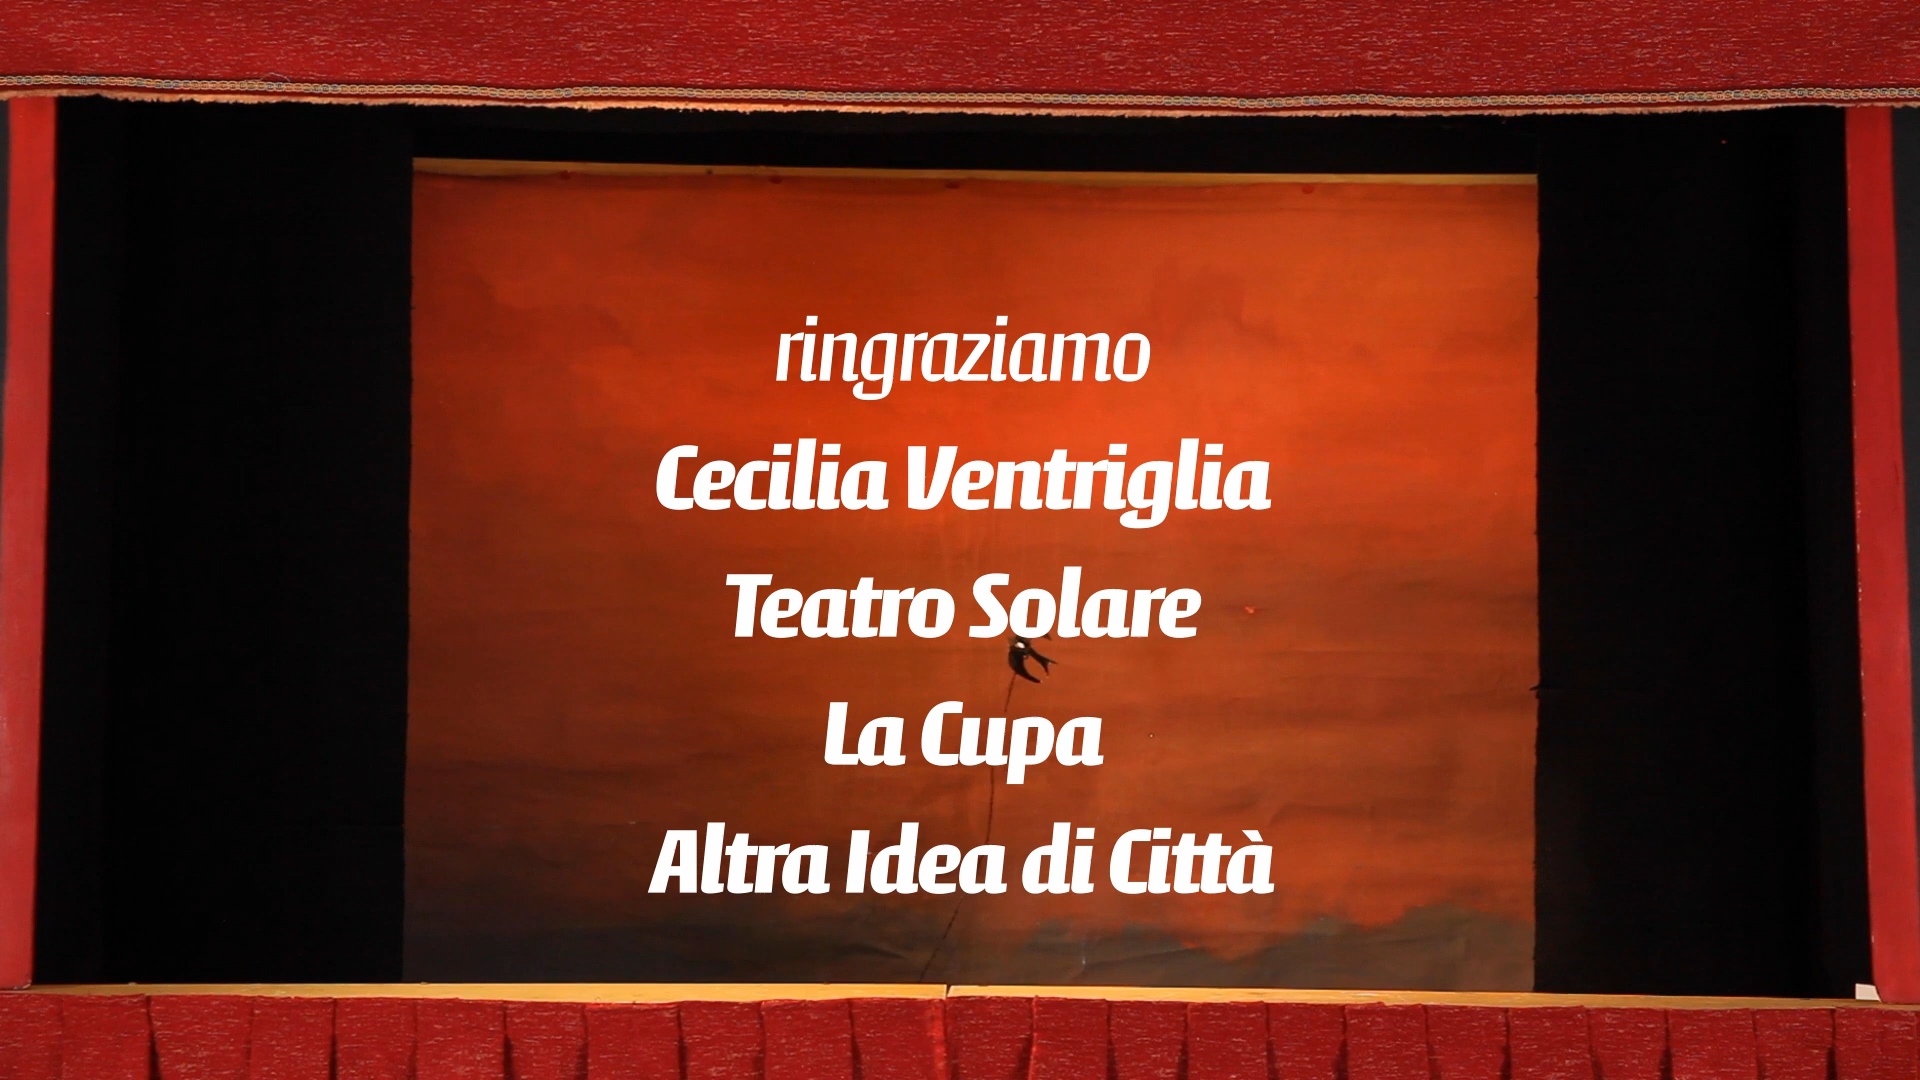 ringraziamo
Cecilia Ventriglia
Teatro Solare
La Cupa
Altra Idea di Città